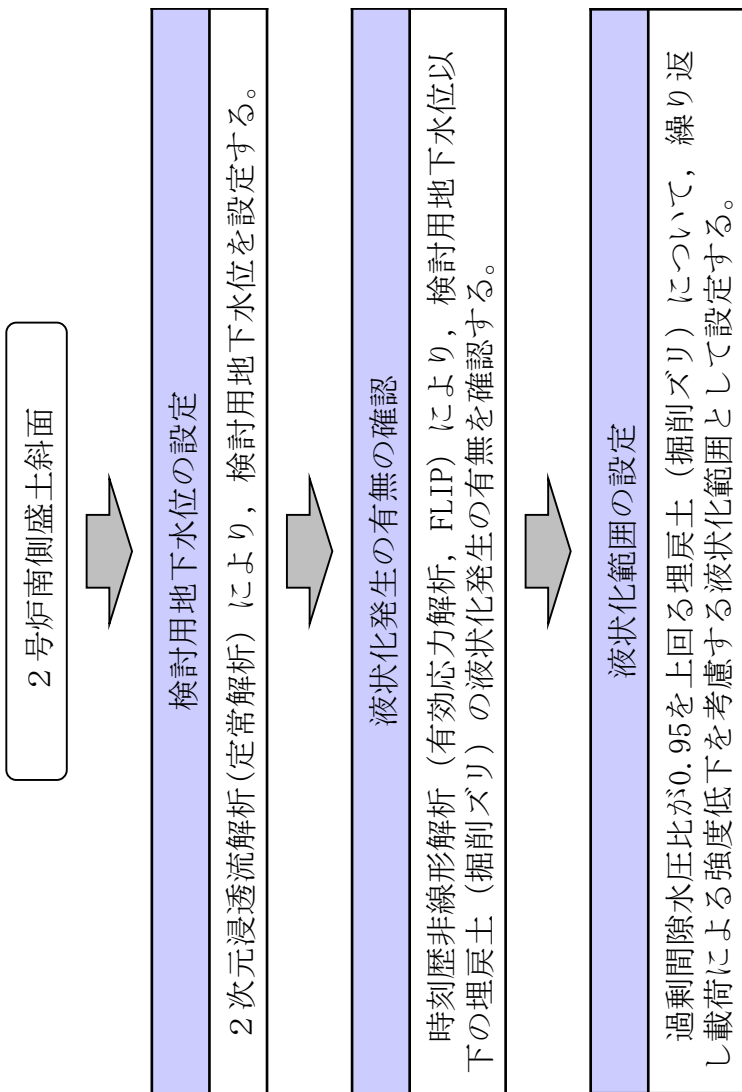 ２号炉南側盛土斜面
検討用地下水位の設定
２次元浸透流解析(定常解析）により，検討用地下水位を設定する。
液状化発生の有無の確認
時刻歴非線形解析（有効応力解析，FLIP）により，検討用地下水位以
下の埋戻土（掘削ズリ）の液状化発生の有無を確認する。
液状化範囲の設定
過剰間隙水圧比が0.95を上回る埋戻土（掘削ズリ）について，繰り返
し載荷による強度低下を考慮する液状化範囲として設定する。